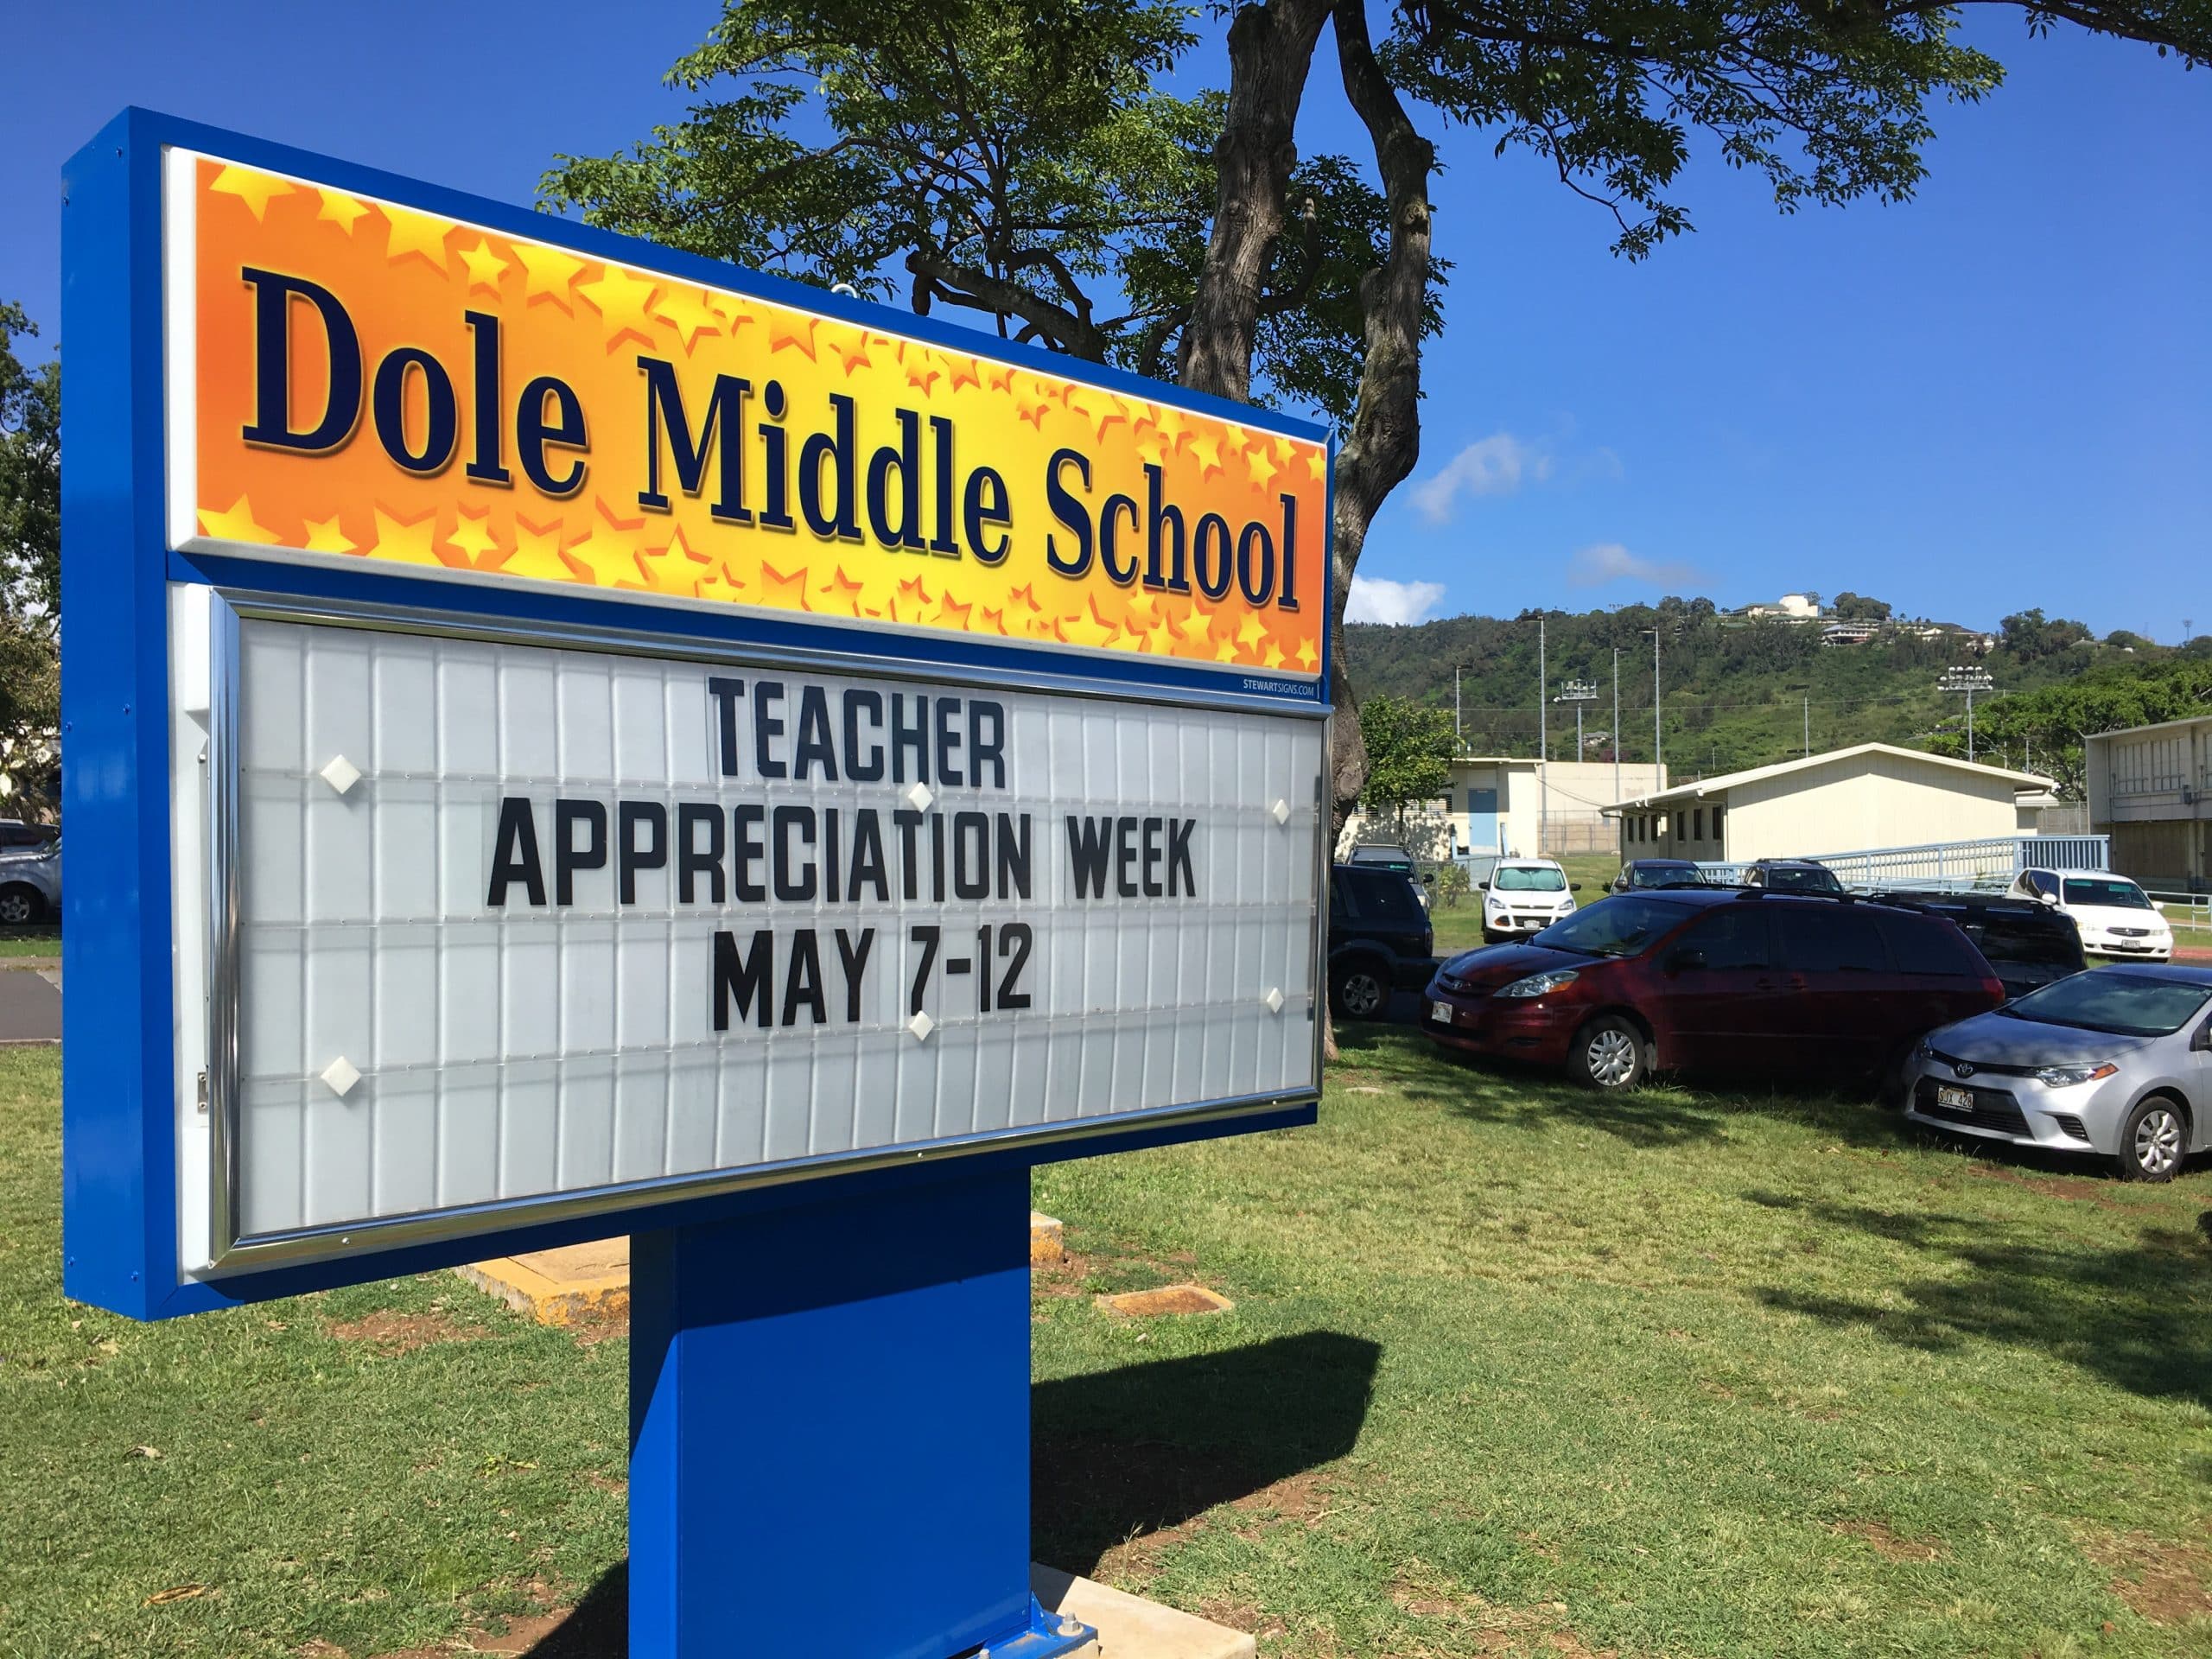 Dole Middle School
STEWARTSIGNS.COM
TEACHER
APPRECIATION WEEK
MAY 7-12